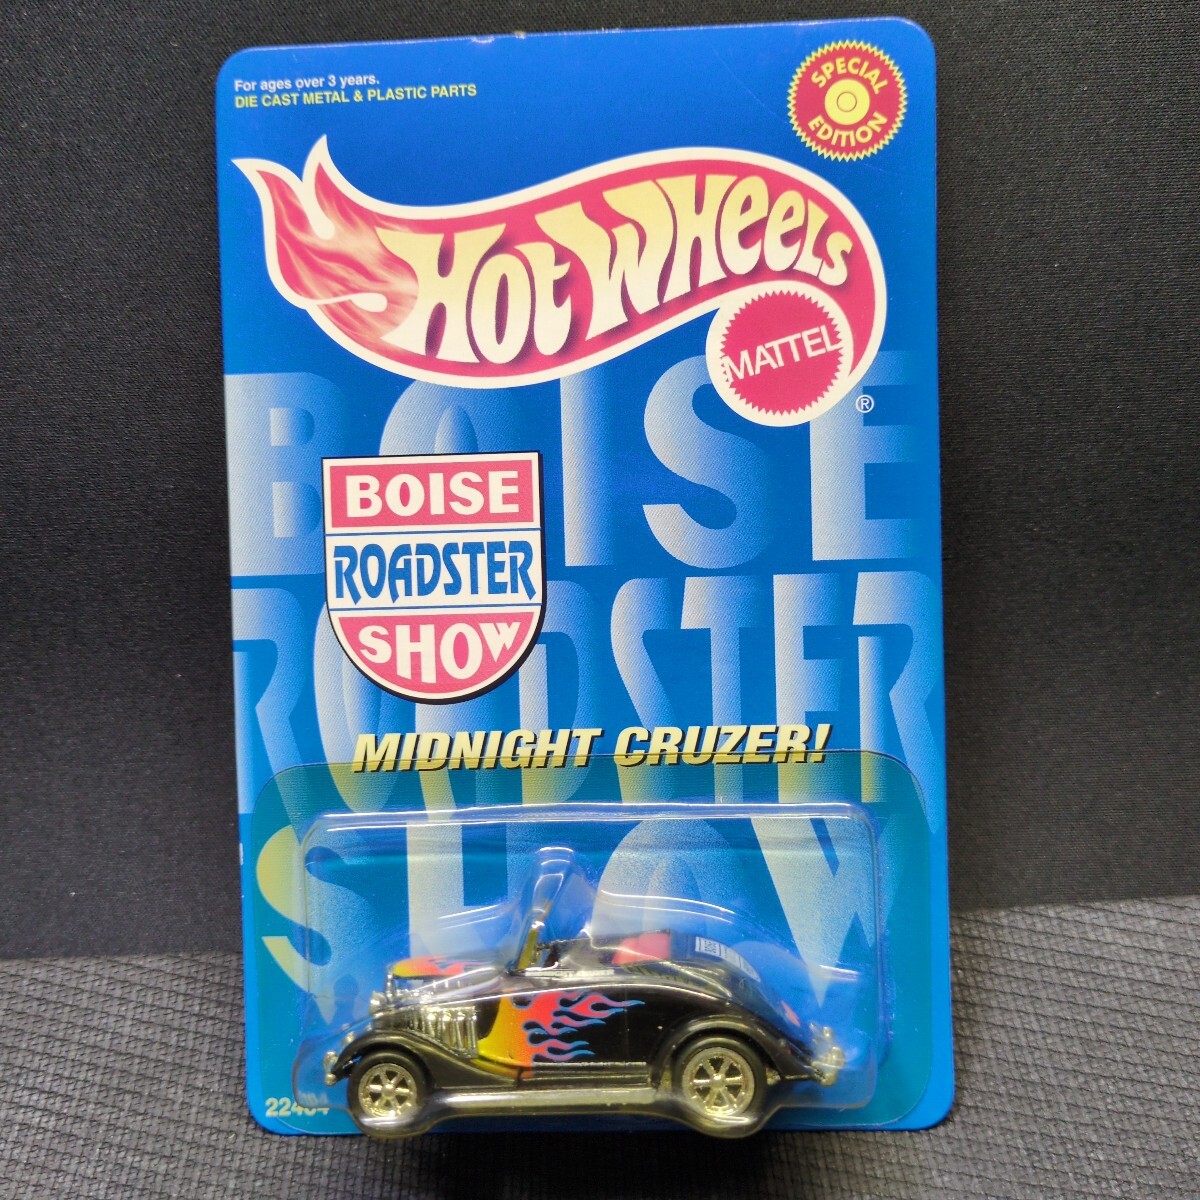 For ages over 3 years.
DIE CAST METAL & PLASTIC PARTS
SPECIAL
EDITION
HOT WHEELS
MATTEL
®
BOISE
ROADSTER
SHOW
BOISE
ROADSTER
SHOW
MIDNIGHT CRUZER!